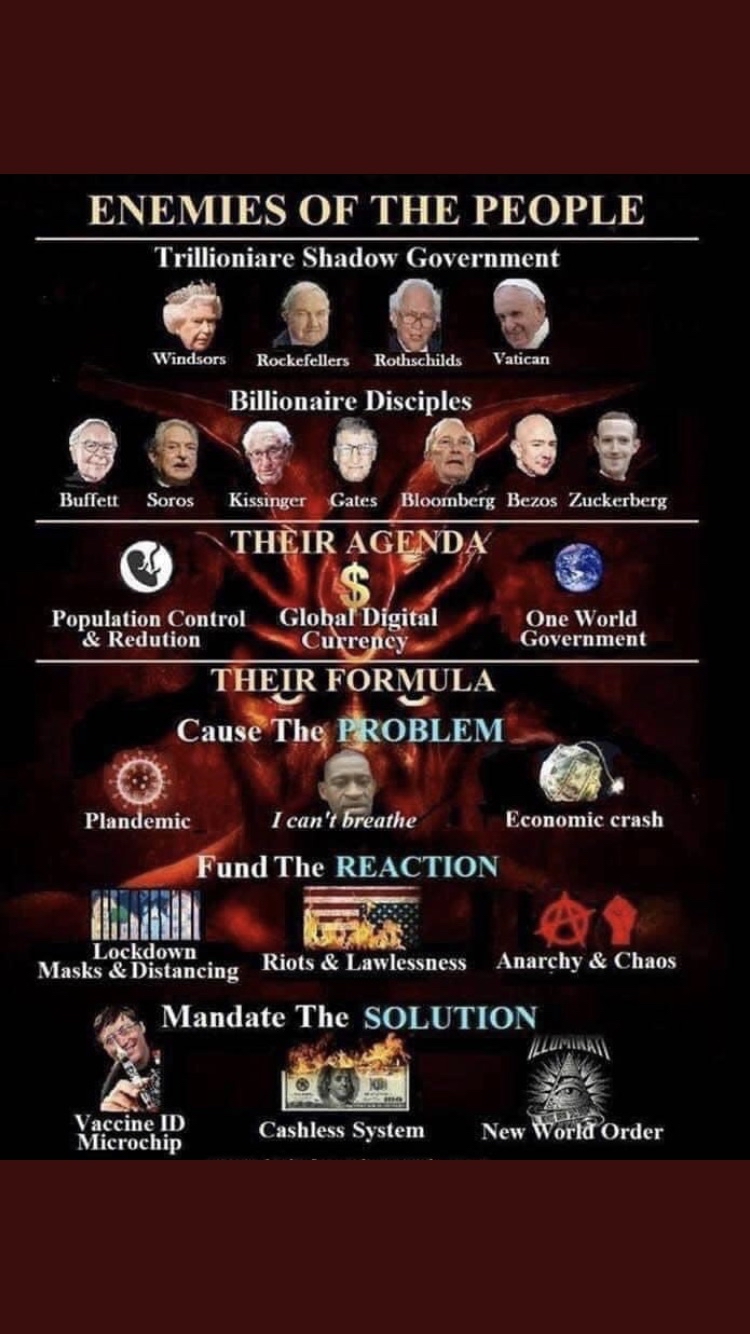 ENEMIES OF THE PEOPLE
Trillioniare Shadow Government
Windsors Rockefellers Rothschilds Vatican
Billionaire Disciples
Buffett Soros Kissinger Gates Bloomberg Bezos Zuckerberg
THEIR AGENDA
$
Population Control
& Redution
Global Digital
Currency
One World
Government
THEIR FORMULA
Cause The PROBLEM
Plandemic
I can't breathe
Economic crash
Fund The REACTION
Lockdown
Masks & Distancing
Riots & Lawlessness
Anarchy & Chaos
Mandate The SOLUTION
ILLUMINATI
Vaccine ID
Microchip
Cashless System
New World Order